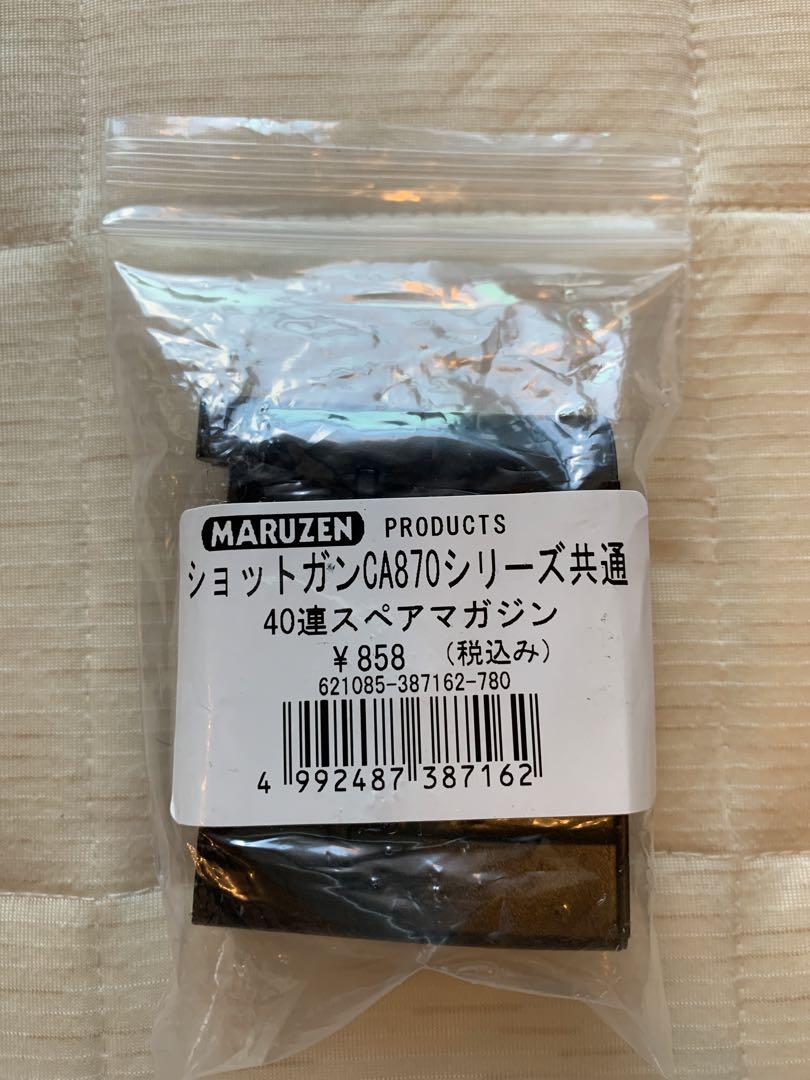 MARUZEN PRODUCTS
ショットガンCA870シリーズ共通
40連スペアマガジン
¥858 (税込み)
621085-387162-780
4 992487 387162